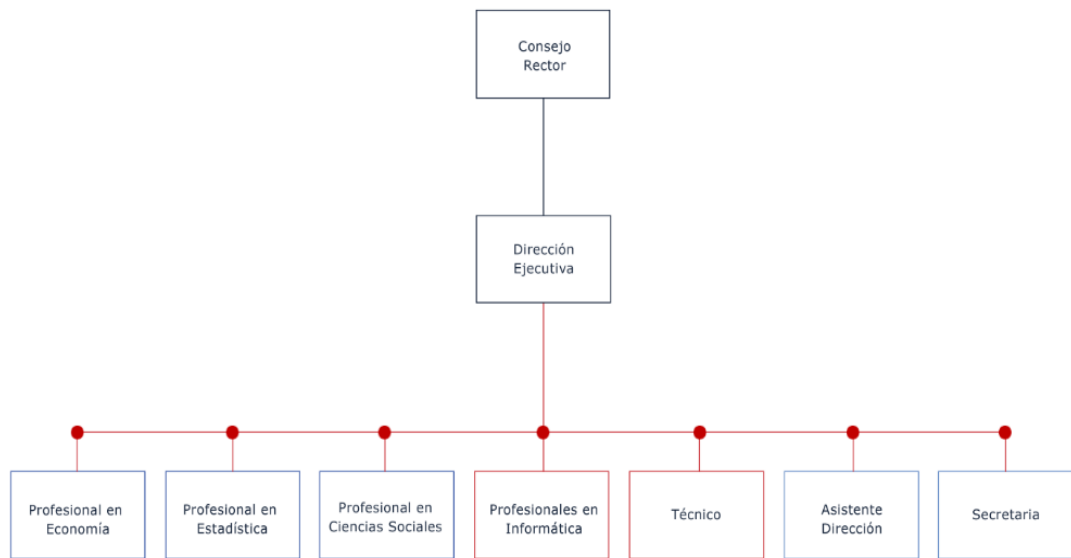 Consejo
Rector
Dirección
Ejecutiva
Profesional en
Economía
Profesional en
Estadística
Profesional en
Ciencias Sociales
Profesionales en
Informática
Técnico
Asistente
Dirección
Secretaria